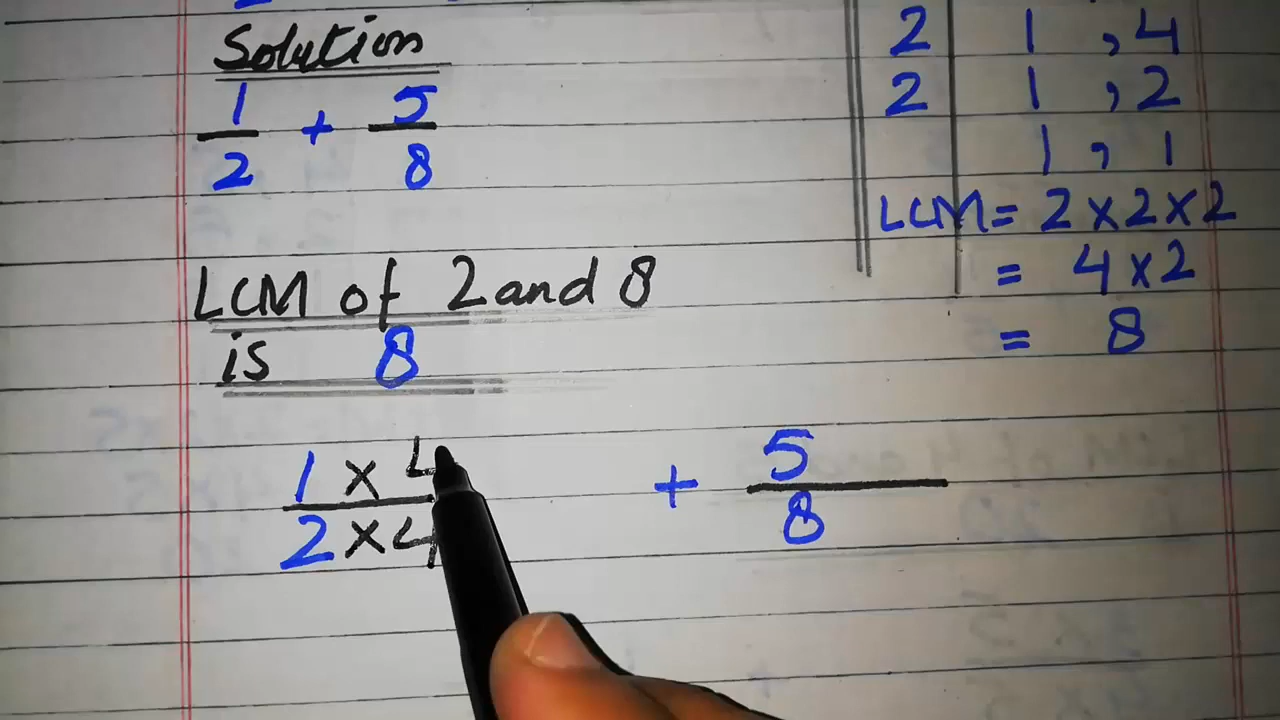 Solution
1/2 + 5/8
LCM of 2 and 8
is 8
1 × 4 / 2 × 4 + 5/8
2 | 1 , 4
2 | 1 , 2
1 , 1
LCM = 2 × 2 × 2
= 4 × 2
= 8